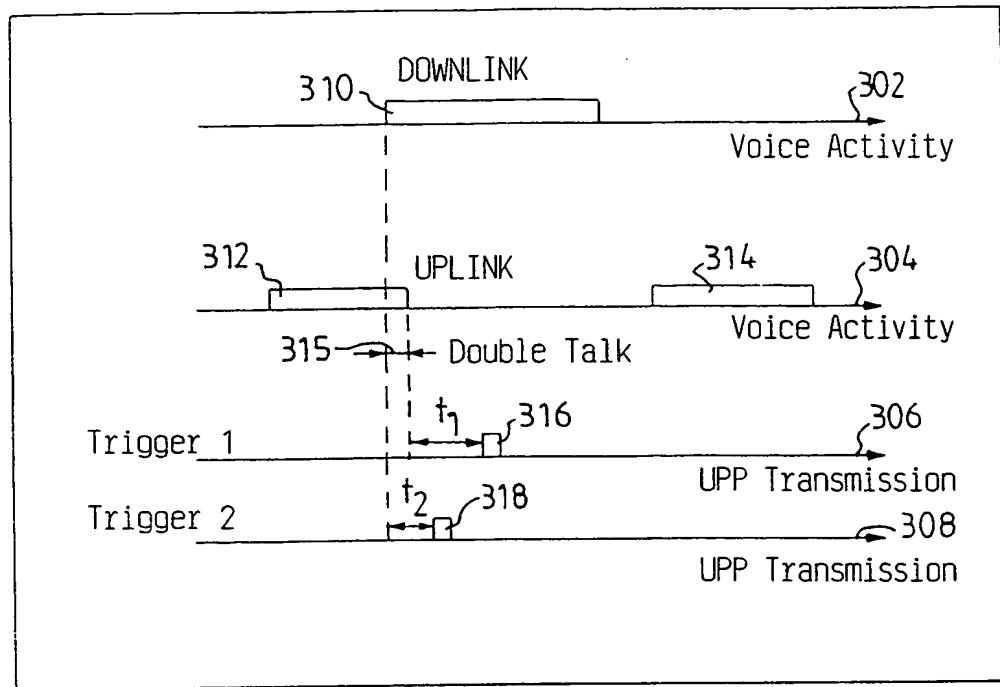 DOWNLINK
310
302
Voice Activity
312
UPLINK
314
304
Voice Activity
315
Double Talk
t1
316
306
Trigger 1
UPP Transmission
t2
318
Trigger 2
308
UPP Transmission